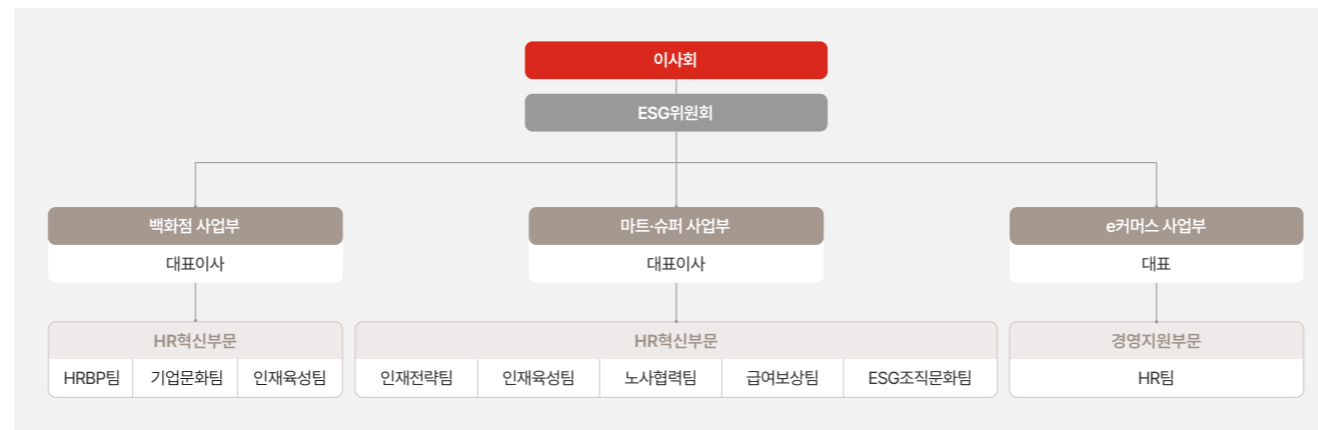 이사회
ESG위원회
백화점 사업부
마트·슈퍼 사업부
e커머스 사업부
대표이사
대표이사
대표
HR혁신부문
HR혁신부문
경영지원부문
HRBP팀 기업문화팀 인재육성팀
인재전략팀 인재육성팀 노사협력팀 급여보상팀 ESG조직문화팀
HR팀